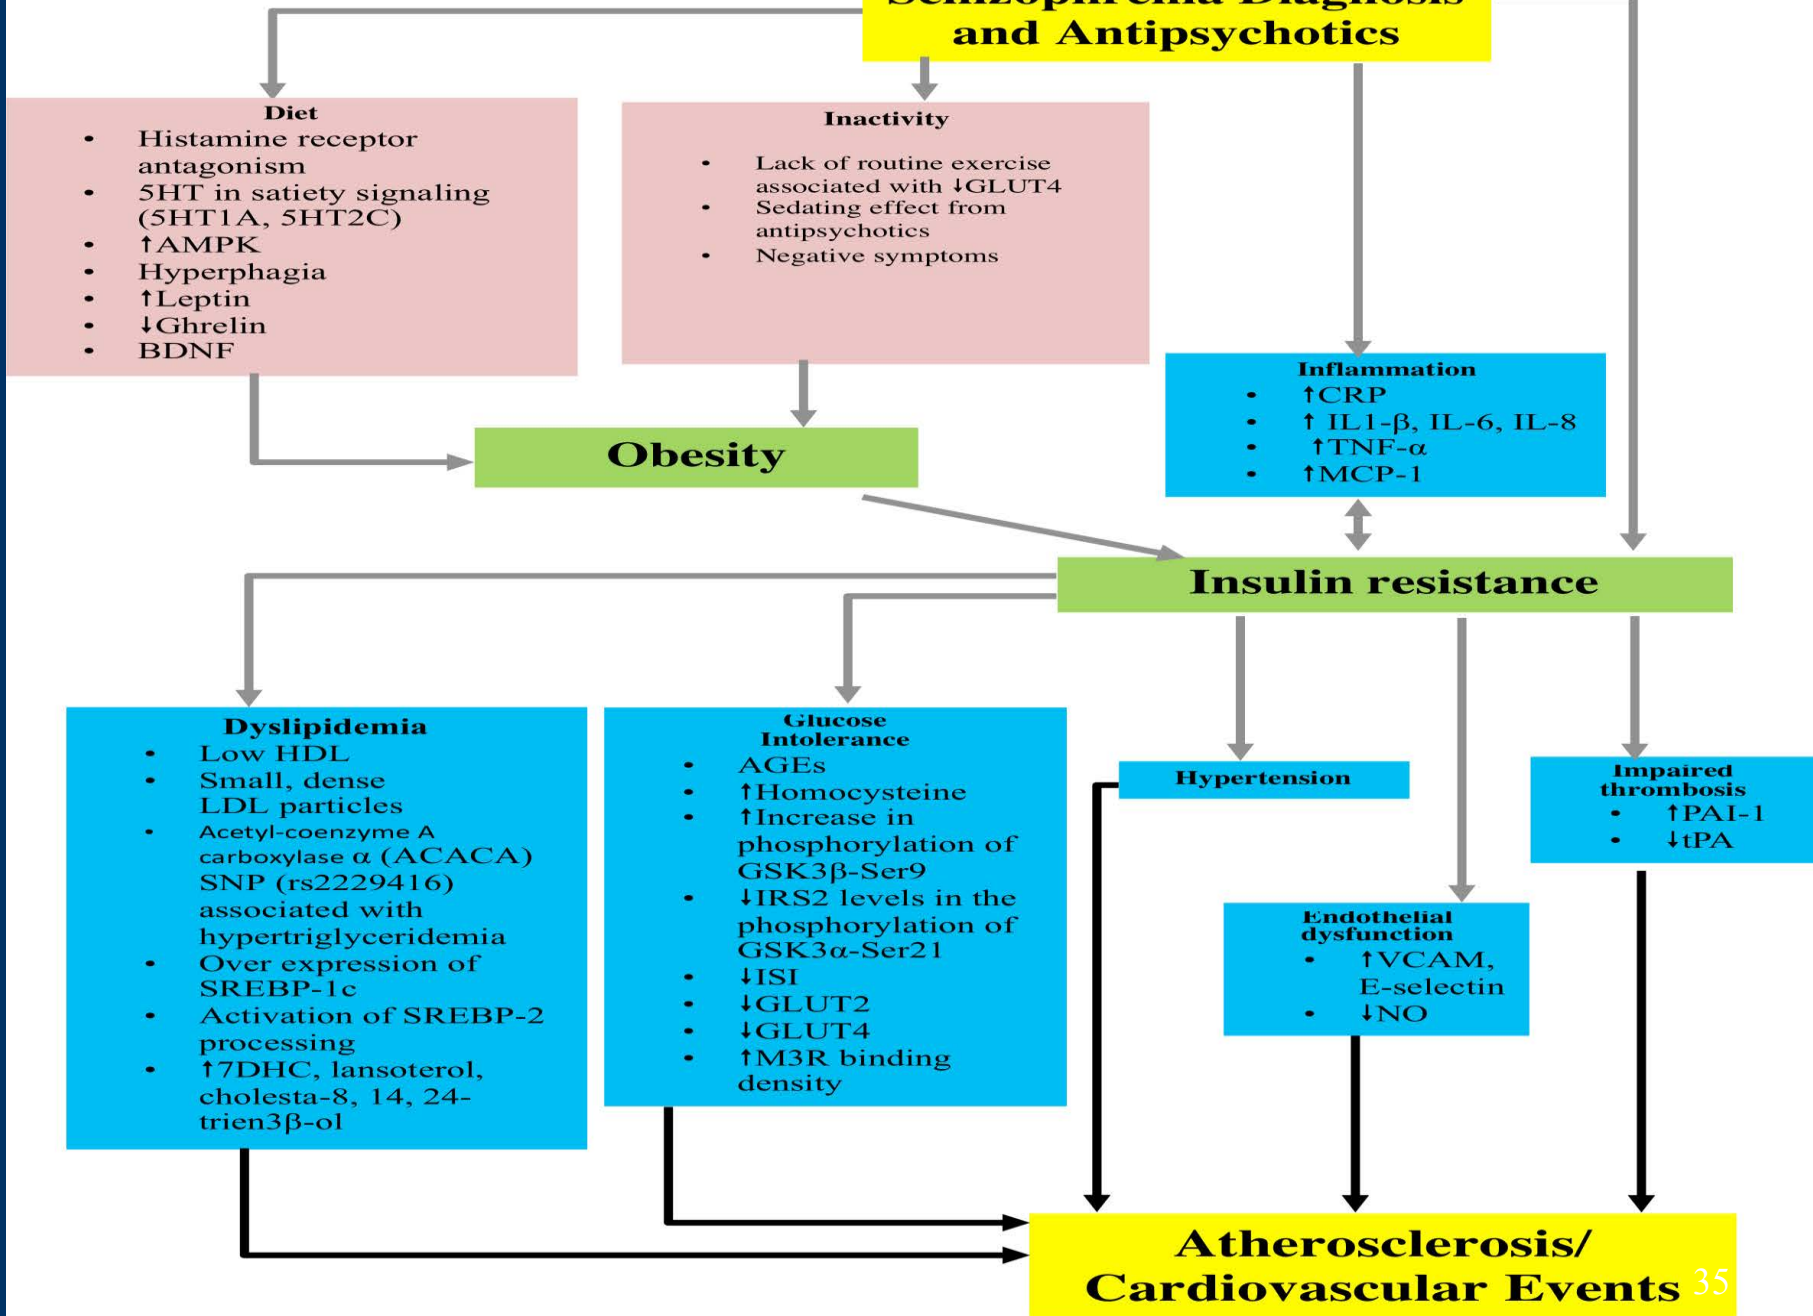 Schizophrenia Diagnosis
and Antipsychotics
Diet
• Histamine receptor
antagonism
• 5HT in satiety signaling
(5HT1A, 5HT2C)
• ↑AMPK
• Hyperphagia
• ↑Leptin
• ↓Ghrelin
• BDNF
Inactivity
• Lack of routine exercise
associated with ↓GLUT4
• Sedating effect from
antipsychotics
• Negative symptoms
Inflammation
• ↑CRP
• ↑ IL1-β, IL-6, IL-8
• ↑TNF-α
• ↑MCP-1
Obesity
Insulin resistance
Dyslipidemia
• Low HDL
• Small, dense
LDL particles
• Acetyl-coenzyme A
carboxylase α (ACACA)
SNP (rs2229416)
associated with
hypertriglyceridemia
• Over expression of
SREBP-1c
• Activation of SREBP-2
processing
• ↑7DHC, lansoterol,
cholesta-8, 14, 24-
trien3β-ol
Glucose
Intolerance
• AGEs
• ↑Homocysteine
• ↑Increase in
phosphorylation of
GSK3β-Ser9
• ↓IRS2 levels in the
phosphorylation of
GSK3α-Ser21
• ↓ISI
• ↓GLUT2
• ↓GLUT4
• ↑M3R binding
density
Hypertension
Endothelial
dysfunction
• ↑VCAM,
E-selectin
• ↓NO
Impaired
thrombosis
• ↑PAI-1
• ↓tPA
Atherosclerosis/
Cardiovascular Events
35